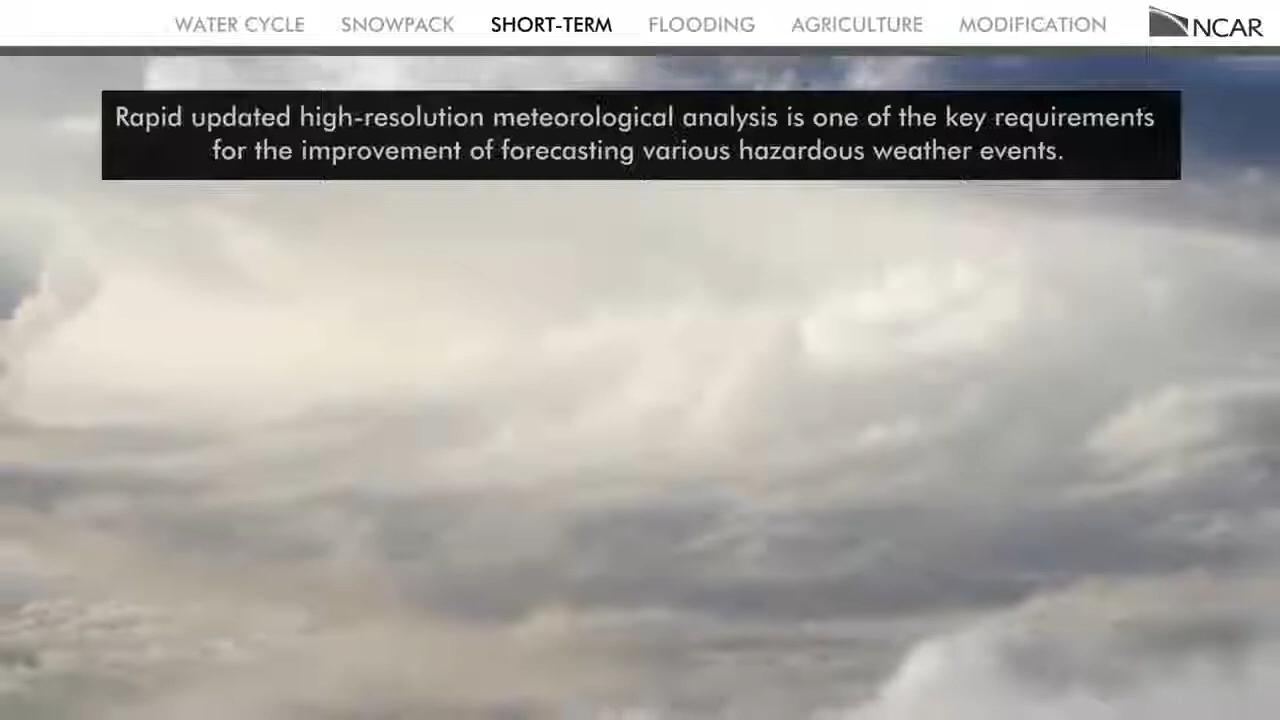 WATER CYCLE SNOWPACK SHORT-TERM FLOODING AGRICULTURE MODIFICATION NCAR
Rapid updated high-resolution meteorological analysis is one of the key requirements
for the improvement of forecasting various hazardous weather events.